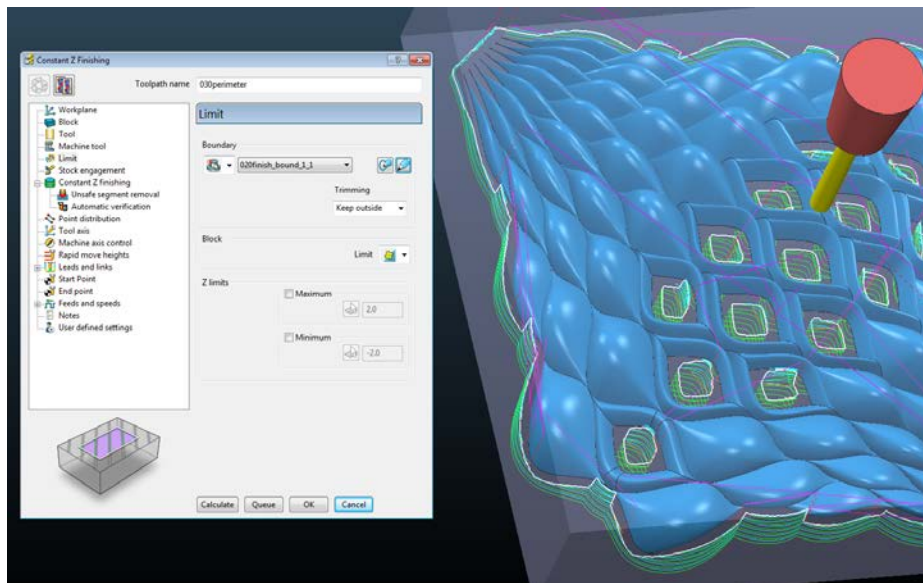 Constant Z Finishing
Toolpath name 030perimeter
Workplane
Block
Tool
Machine tool
Limit
Stock engagement
Constant Z finishing
Unsafe segment removal
Automatic verification
Point distribution
Tool axis
Machine axis control
Rapid move heights
Leads and links
Start Point
End point
Feeds and speeds
Notes
User defined settings
Limit
Boundary
020finish_bound_1_1
Trimming
Keep outside
Block
Limit
Z limits
Maximum
2.0
Minimum
-2.0
Calculate Queue OK Cancel